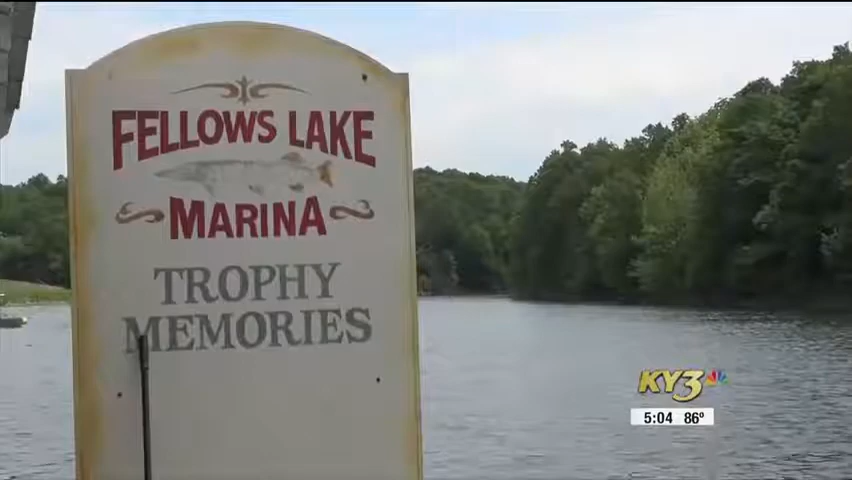 FELLOWS LAKE
MARINA
TROPHY
MEMORIES
KY3
5:04 86°